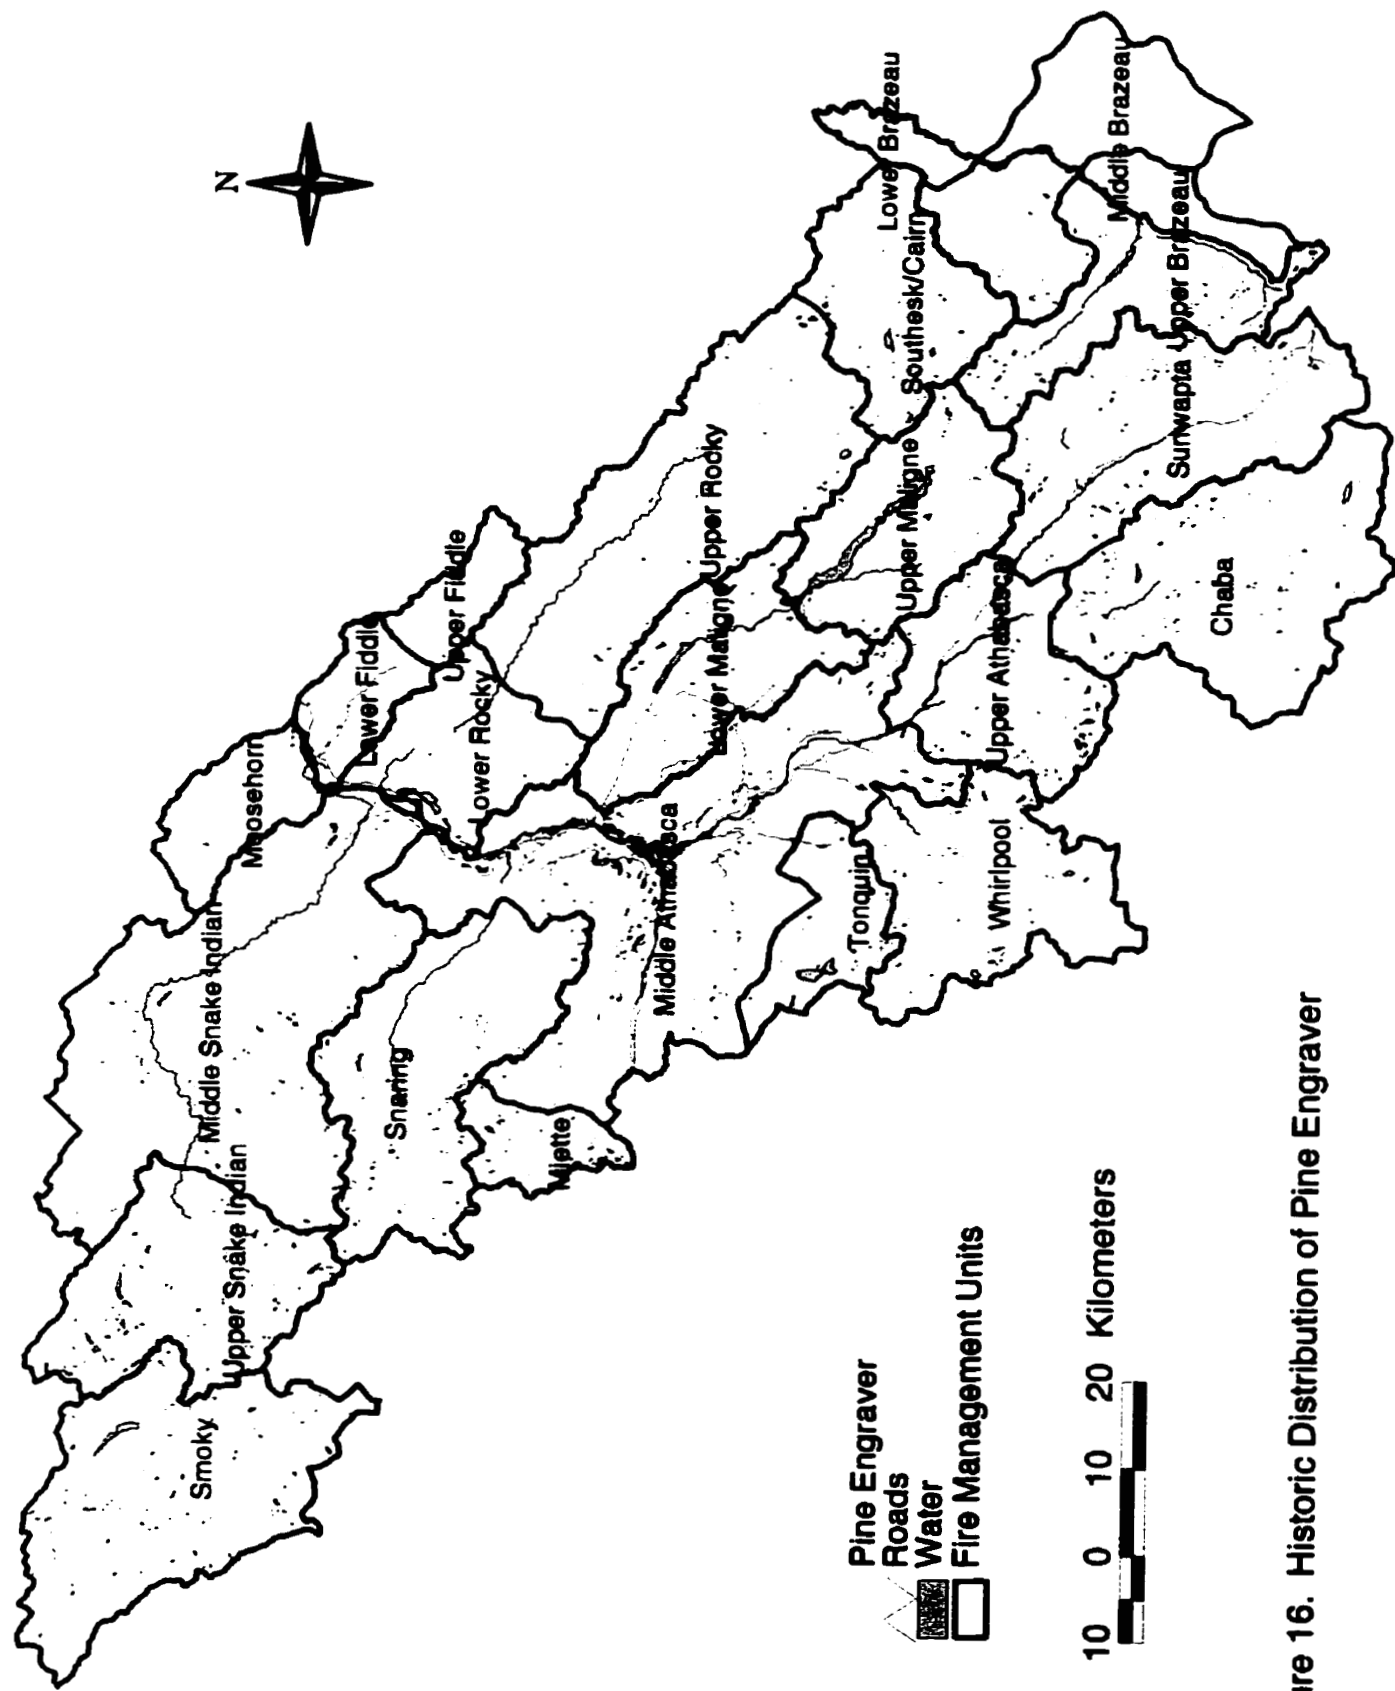 N
Smoky
Upper Snake Indian
Middle Snake Indian
Moosehorn
Snaring
Miette
Lower Fiddle
Upper Fiddle
Lower Rocky
Upper Rocky
Middle Athabasca
Lower Maligne
Upper Maligne
Tonquin
Whirlpool
Upper Athabasca
Chaba
Sunwapta
Southesk/Cairn
Lower Brazeau
Middle Brazeau
Upper Brazeau
Pine Engraver
Roads
Water
Fire Management Units
10 0 10 20 Kilometers
re 16. Historic Distribution of Pine Engraver